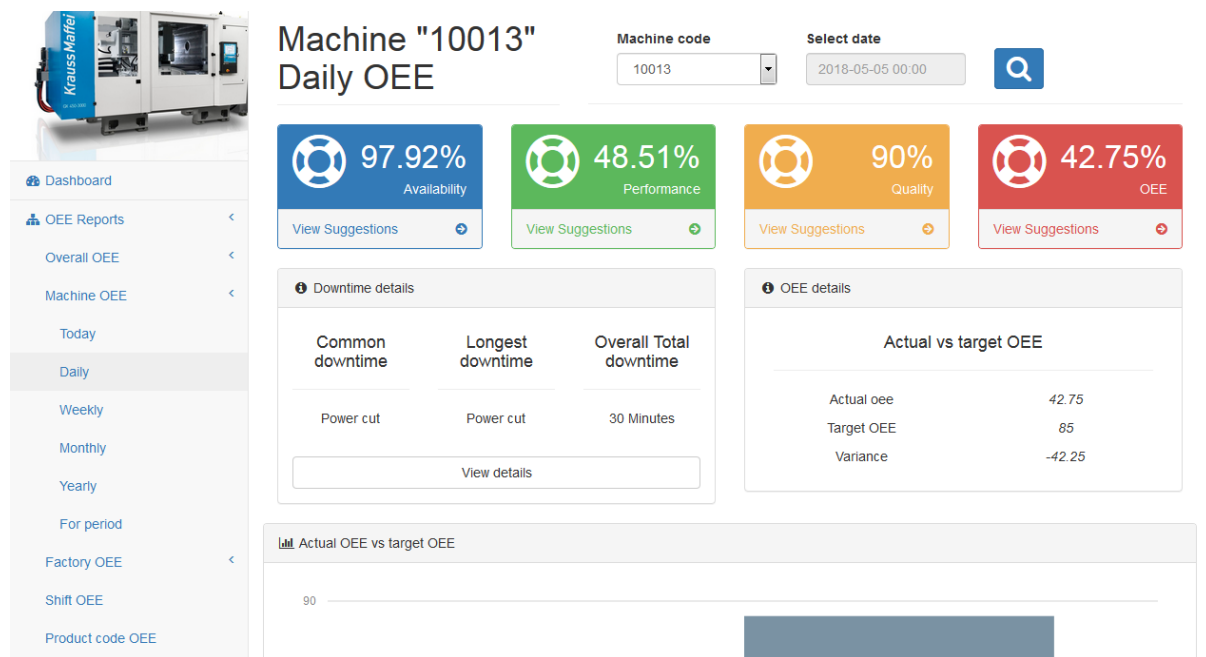 KraussMaffei
Dashboard
OEE Reports
Overall OEE
Machine OEE
Today
Daily
Weekly
Monthly
Yearly
For period
Factory OEE
Shift OEE
Product code OEE
Machine "10013"
Daily OEE
Machine code
10013
Select date
2018-05-05 00:00
97.92%
Availability
View Suggestions
48.51%
Performance
View Suggestions
90%
Quality
View Suggestions
42.75%
OEE
View Suggestions
Downtime details
Common
downtime
Power cut
Longest
downtime
Power cut
Overall Total
downtime
30 Minutes
View details
OEE details
Actual vs target OEE
Actual oee 42.75
Target OEE 85
Variance -42.25
Actual OEE vs target OEE
90